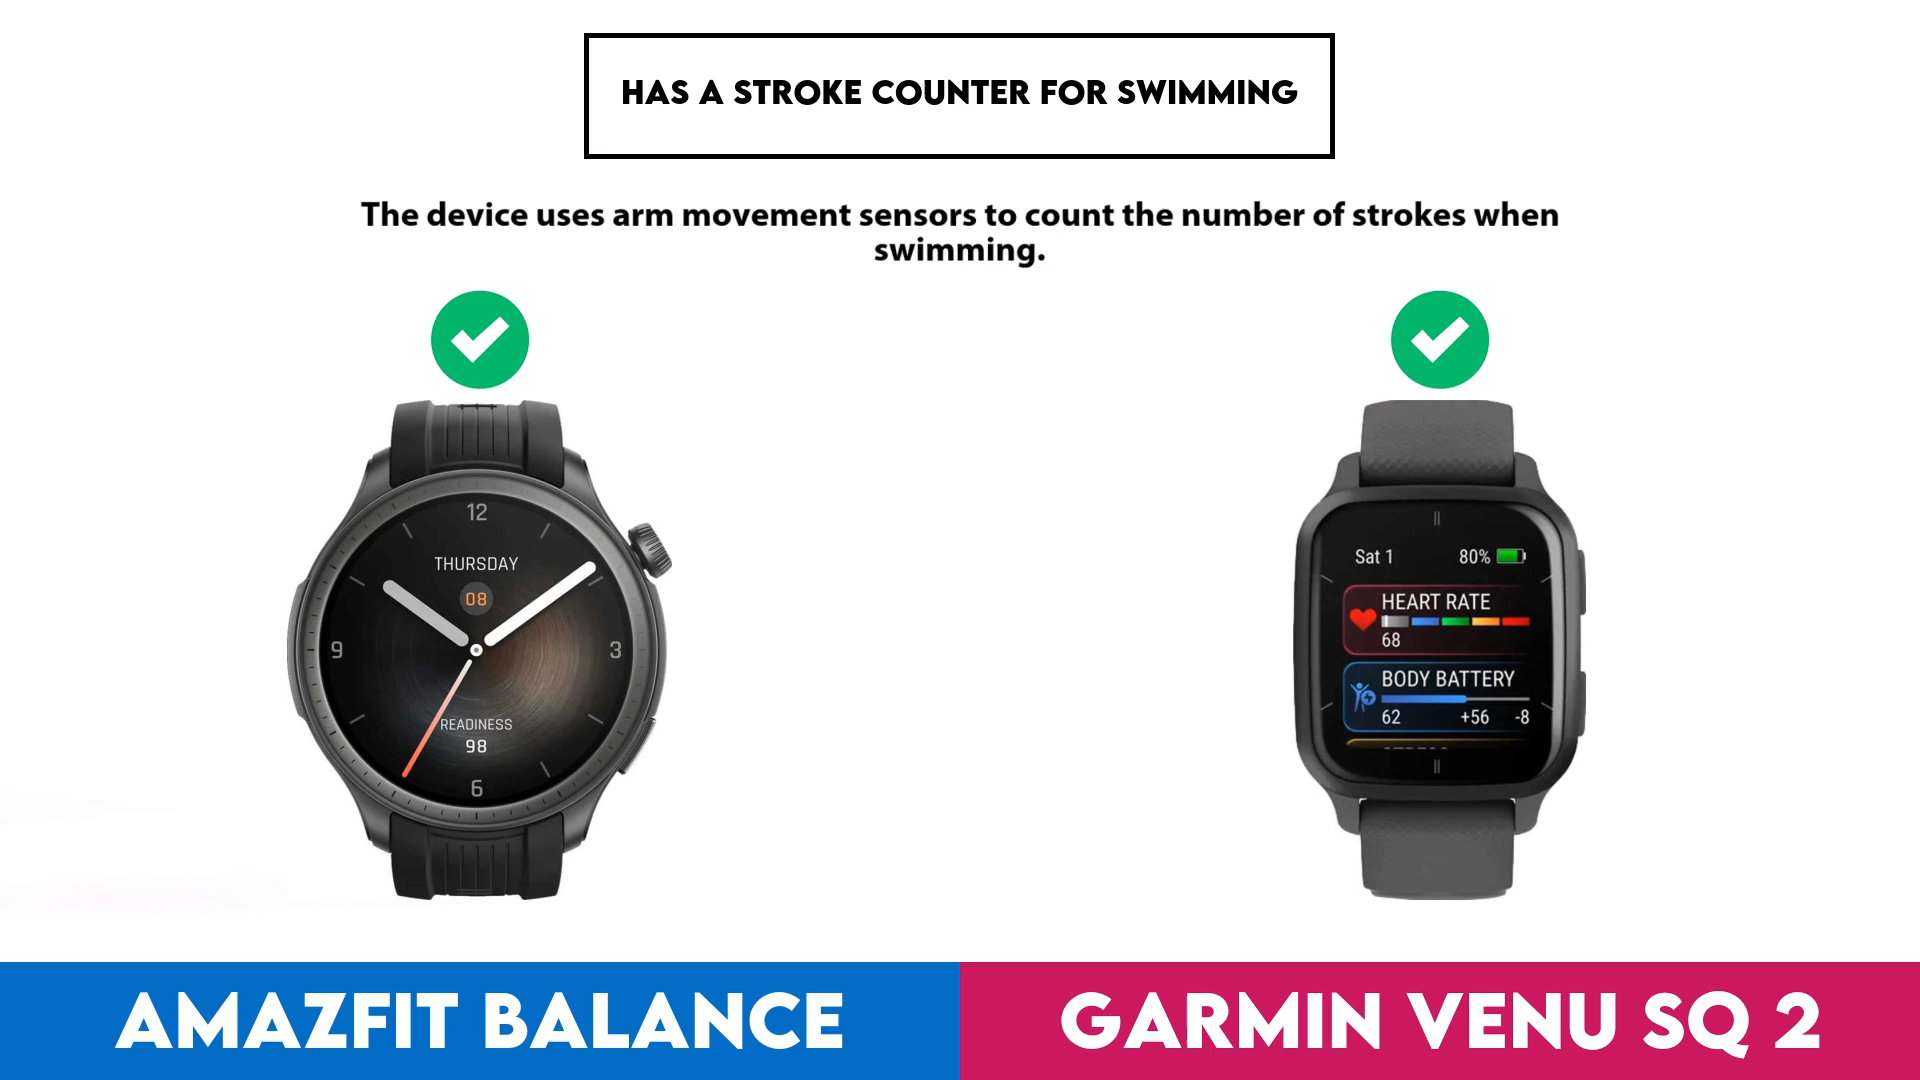 HAS A STROKE COUNTER FOR SWIMMING
The device uses arm movement sensors to count the number of strokes when
swimming.
12
THURSDAY
08
9
3
READINESS
98
6
Sat 1 80%
HEART RATE
68
BODY BATTERY
62 +56 -8
AMAZFIT BALANCE
GARMIN VENU SQ 2